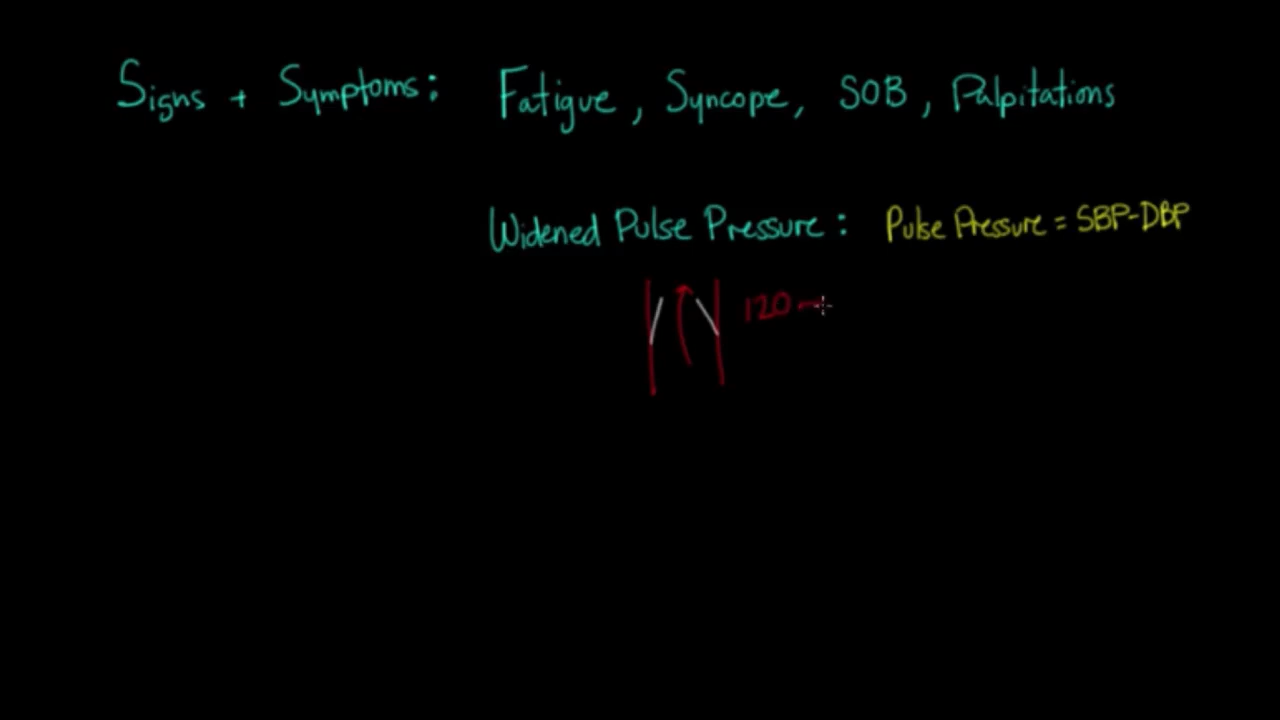 Signs + Symptoms: Fatigue, Syncope, SOB, Palpitations
Widened Pulse Pressure: Pulse Pressure = SBP-DBP
120